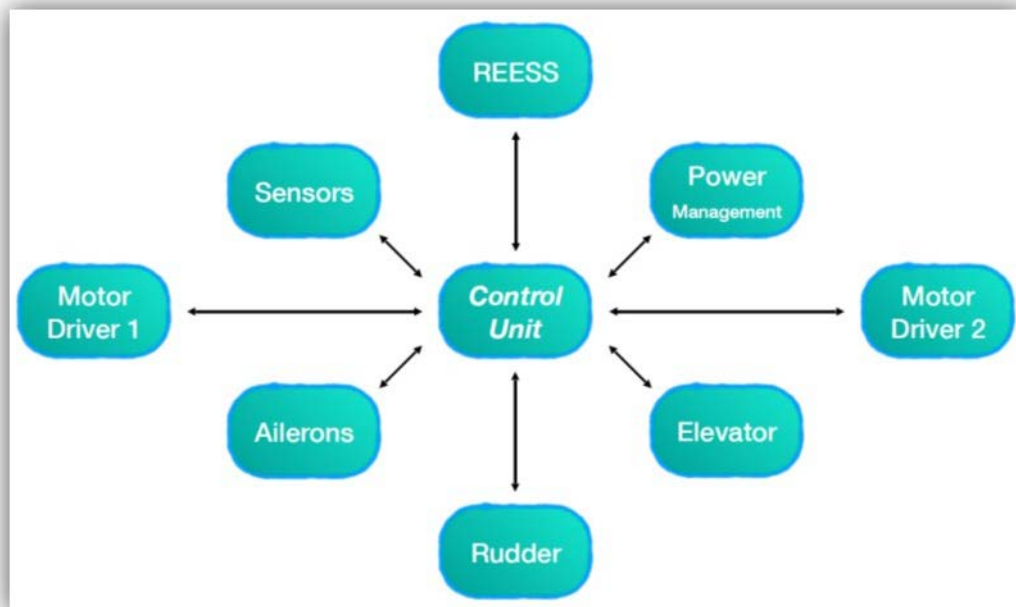 REESS
Sensors
Power
Management
Motor
Driver 1
Control
Unit
Motor
Driver 2
Ailerons
Elevator
Rudder